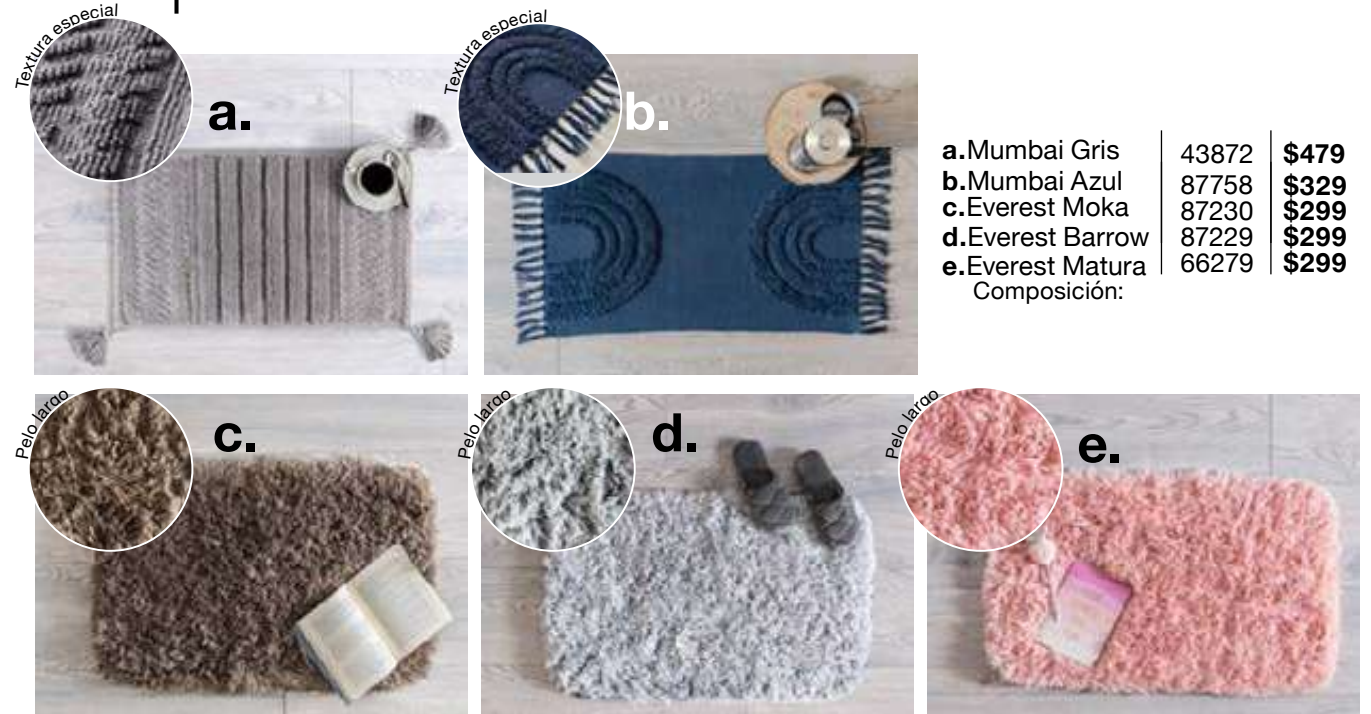 Textura especial
a.
Textura especial
b.
a.Mumbai Gris 43872 $479
b.Mumbai Azul 87758 $329
c.Everest Moka 87230 $299
d.Everest Barrow 87229 $299
e.Everest Matura 66279 $299
Composición:
Pelo largo
c.
Pelo largo
d.
Pelo largo
e.